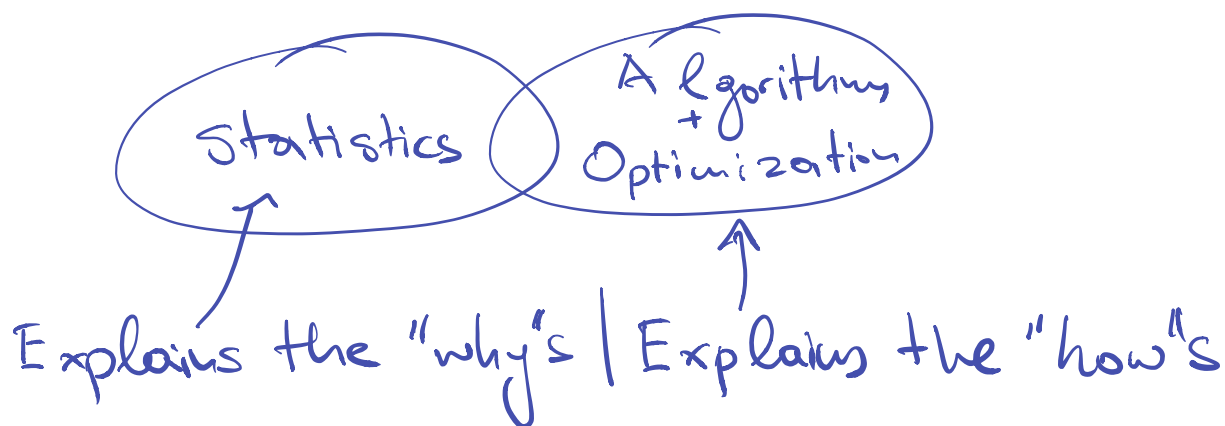 Statistics
Algorithms
+
Optimization
Explains the "why"s | Explains the "how"s